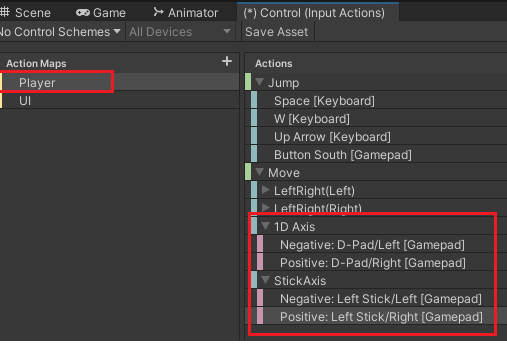 Scene Game Animator (*) Control (Input Actions)
No Control Schemes All Devices Save Asset
Action Maps + Actions
Player
UI
Jump
Space [Keyboard]
W [Keyboard]
Up Arrow [Keyboard]
Button South [Gamepad]
Move
LeftRight(Left)
LeftRight(Right)
1D Axis
Negative: D-Pad/Left [Gamepad]
Positive: D-Pad/Right [Gamepad]
StickAxis
Negative: Left Stick/Left [Gamepad]
Positive: Left Stick/Right [Gamepad]